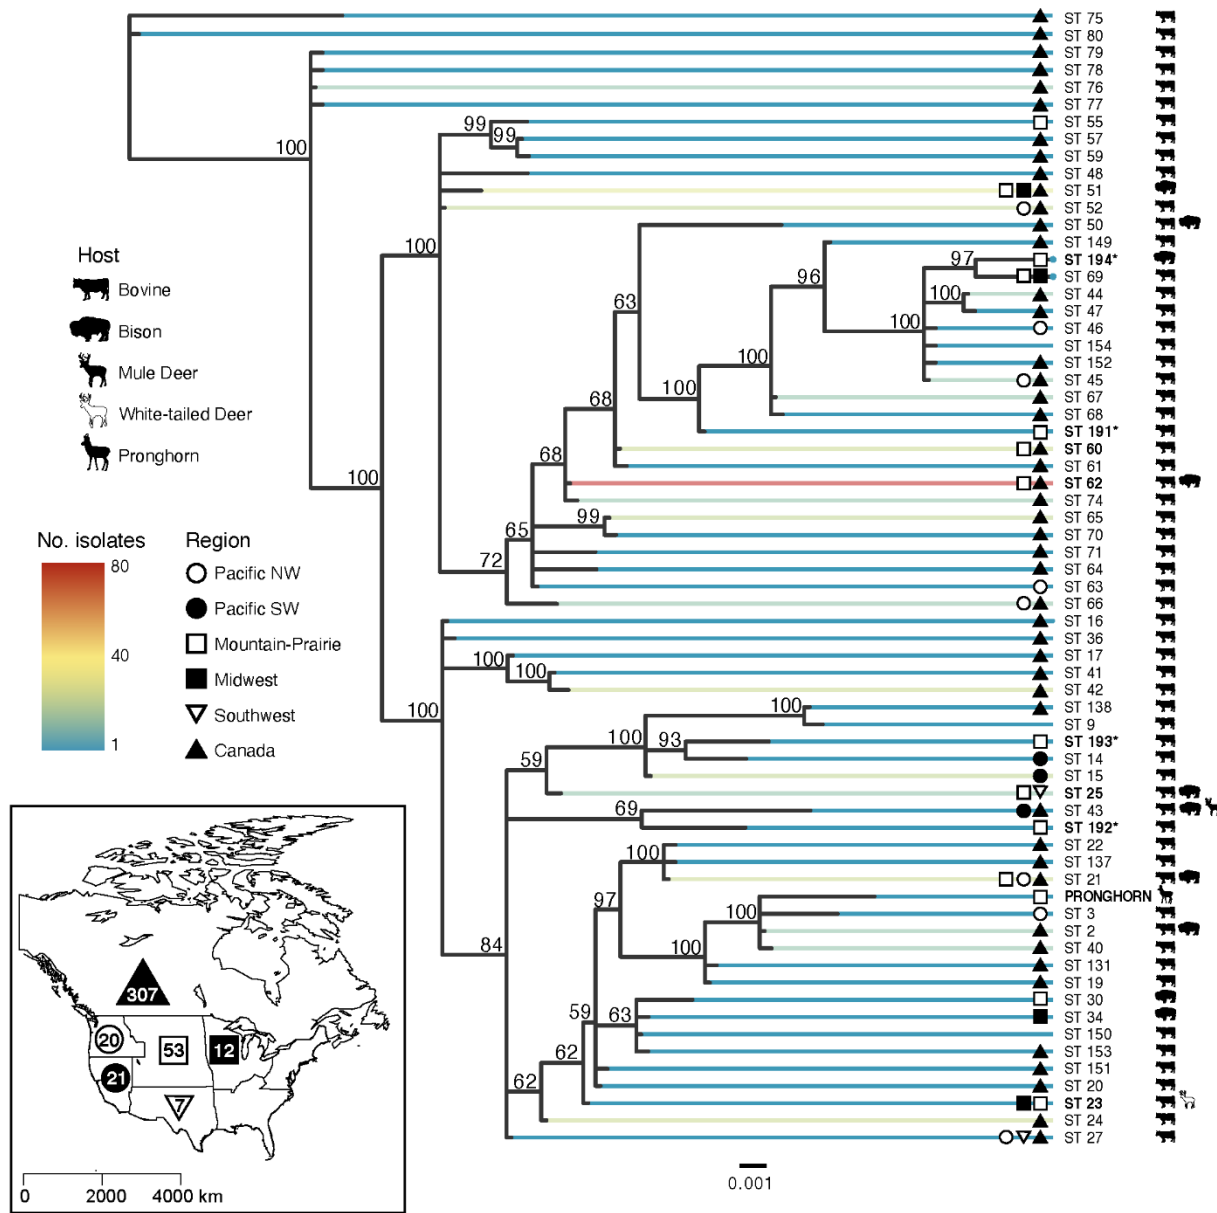 ST 75
ST 80
ST 79
ST 78
ST 76
ST 77
99
ST 55
99
ST 57
100
ST 59
ST 48
ST 51
ST 52
ST 50
100
ST 149
Host
97
ST 194*
96
ST 69
Bovine
100
ST 44
63
ST 47
Bison
100
ST 46
ST 154
100
ST 152
Mule Deer
ST 45
100
ST 67
68
White-tailed Deer
ST 68
ST 191*
Pronghorn
68
ST 60
ST 61
100
ST 62
ST 74
99
ST 65
65
ST 70
No. isolates
Region
72
ST 71
80
Pacific NW
ST 64
ST 63
Pacific SW
ST 66
ST 16
Mountain-Prairie
ST 36
40
100
ST 17
Midwest
100
ST 41
ST 42
Southwest
100
100
ST 138
ST 9
1
Canada
100
93
ST 193*
59
ST 14
ST 15
ST 25
69
ST 43
ST 192*
100
ST 22
ST 137
ST 21
97
PRONGHORN
100
ST 3
84
ST 2
100
ST 40
ST 131
307
ST 19
59
63
ST 30
ST 34
20
53
12
ST 150
62
ST 153
21
62
ST 151
ST 20
7
ST 23
ST 24
ST 27
0.001
0
2000
4000 km